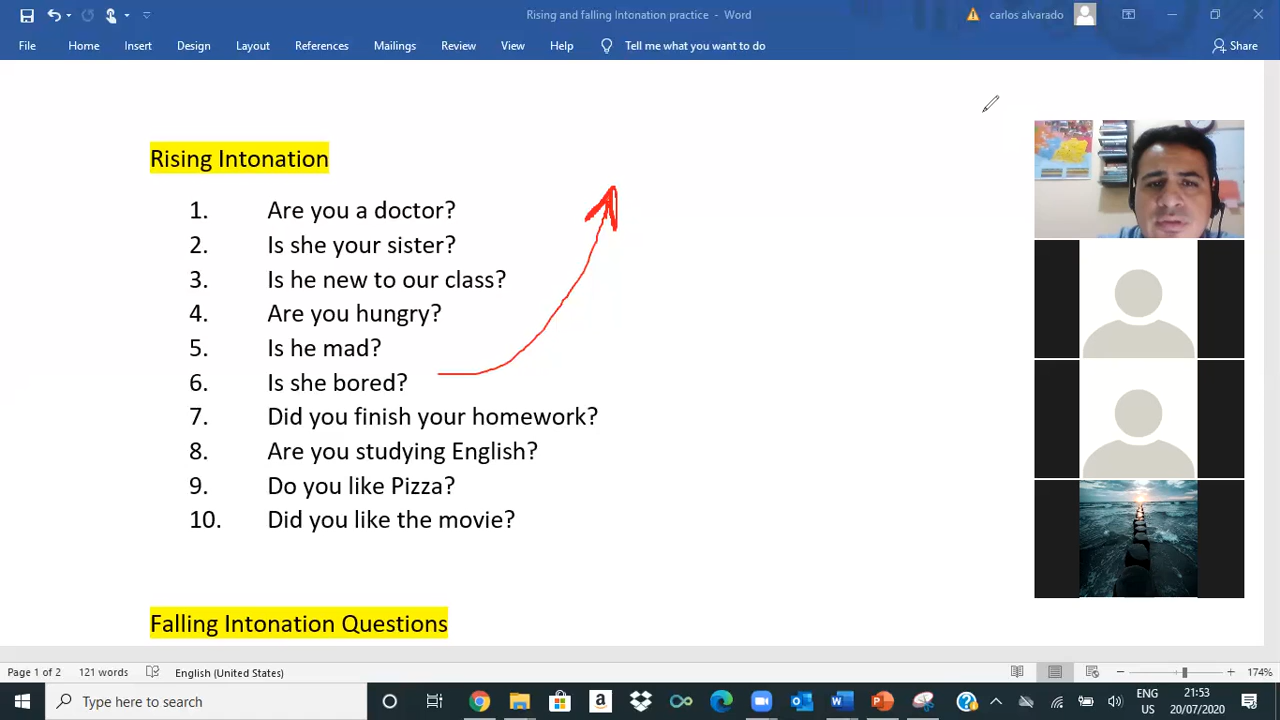 Rising and falling Intonation practice - Word
carlos alvarado
File Home Insert Design Layout References Mailings Review View Help Tell me what you want to do Share
Rising Intonation
1. Are you a doctor?
2. Is she your sister?
3. Is he new to our class?
4. Are you hungry?
5. Is he mad?
6. Is she bored?
7. Did you finish your homework?
8. Are you studying English?
9. Do you like Pizza?
10. Did you like the movie?
Falling Intonation Questions
Page 1 of 2 121 words English (United States) 174%
Type here to search
ENG 21:53
US 20/07/2020